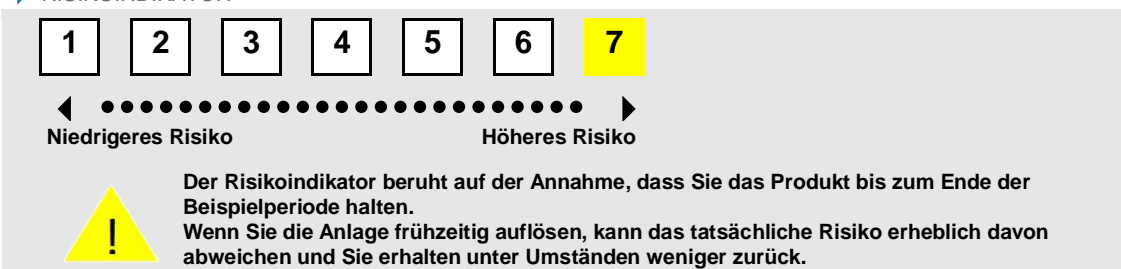 RISIKOINDIKATOR
1 2 3 4 5 6 7
Niedrigeres Risiko Höheres Risiko
Der Risikoindikator beruht auf der Annahme, dass Sie das Produkt bis zum Ende der
Beispielperiode halten.
Wenn Sie die Anlage frühzeitig auflösen, kann das tatsächliche Risiko erheblich davon
abweichen und Sie erhalten unter Umständen weniger zurück.
!